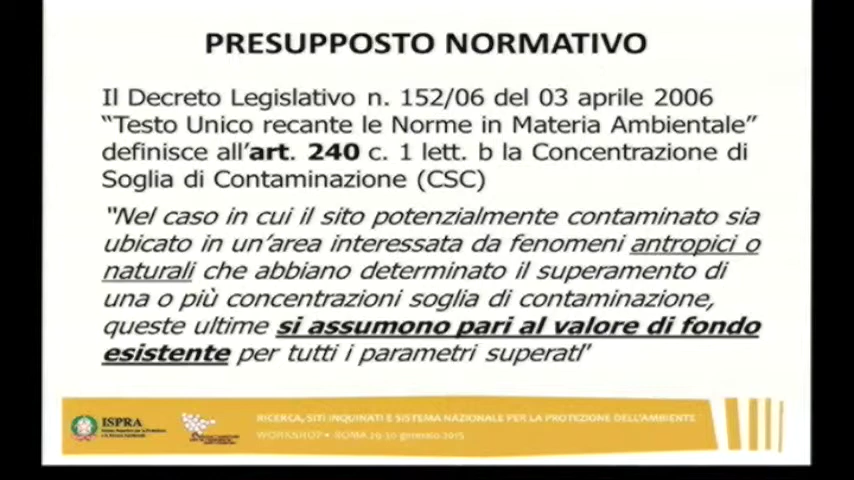 PRESUPPOSTO NORMATIVO
Il Decreto Legislativo n. 152/06 del 03 aprile 2006
“Testo Unico recante le Norme in Materia Ambientale”
definisce all’art. 240 c. 1 lett. b la Concentrazione di
Soglia di Contaminazione (CSC)
“Nel caso in cui il sito potenzialmente contaminato sia
ubicato in un’area interessata da fenomeni antropici o
naturali che abbiano determinato il superamento di
una o più concentrazioni soglia di contaminazione,
queste ultime si assumono pari al valore di fondo
esistente per tutti i parametri superati”
ISPRA
RICERCA, SITI INQUINATI E SISTEMA NAZIONALE PER LA PROTEZIONE DELL’AMBIENTE
WORKSHOP • ROMA 29-30 gennaio 2015